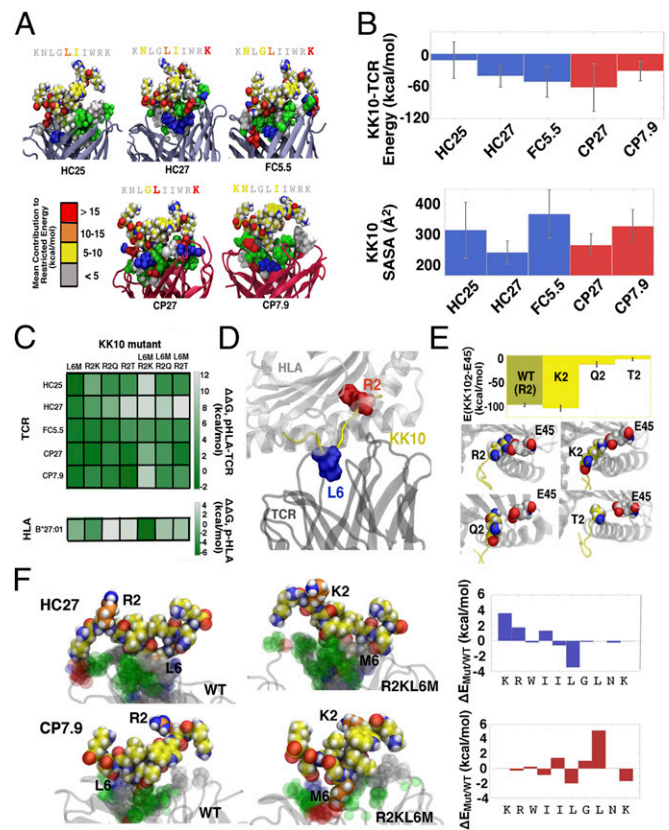 A
KNLGLIIWRK
KNLGLIIWRK
KNLGLIIWRK
HC25
HC27
FC5.5
KNLGLIIWRK
KNLGLIIWRK
Mean Contribution to
Restricted Energy
(kcal/mol)
> 15
10-15
5-10
< 5
CP27
CP7.9
B
KK10-TCR
Energy (kcal/mol)
0
-60
-120
HC25
HC27
FC5.5
CP27
CP7.9
KK10
SASA (Å²)
400
300
200
HC25
HC27
FC5.5
CP27
CP7.9
C
KK10 mutant
L6M R2K R2Q R2T L6M R2K L6M R2Q L6M R2T
TCR
HC25
HC27
FC5.5
CP27
CP7.9
12
10
8
6
4
2
0
-2
ΔΔG, pHLA-TCR
(kcal/mol)
HLA
B*27:01
4
2
0
-2
-4
-6
ΔΔG, p-HLA
(kcal/mol)
D
HLA
R2
KK10
L6
TCR
E
E(KK10₂-E45)
(kcal/mol)
0
-50
-100
WT
(R2)
K2
Q2
T2
E45
R2
E45
K2
E45
Q2
E45
T2
F
HC27
R2
L6
WT
K2
M6
R2KL6M
ΔE Mut/WT (kcal/mol)
6
4
2
0
-2
-4
K R W I I L G L N K
CP7.9
R2
L6
WT
K2
M6
R2KL6M
ΔE Mut/WT (kcal/mol)
6
4
2
0
-2
-4
K R W I I L G L N K